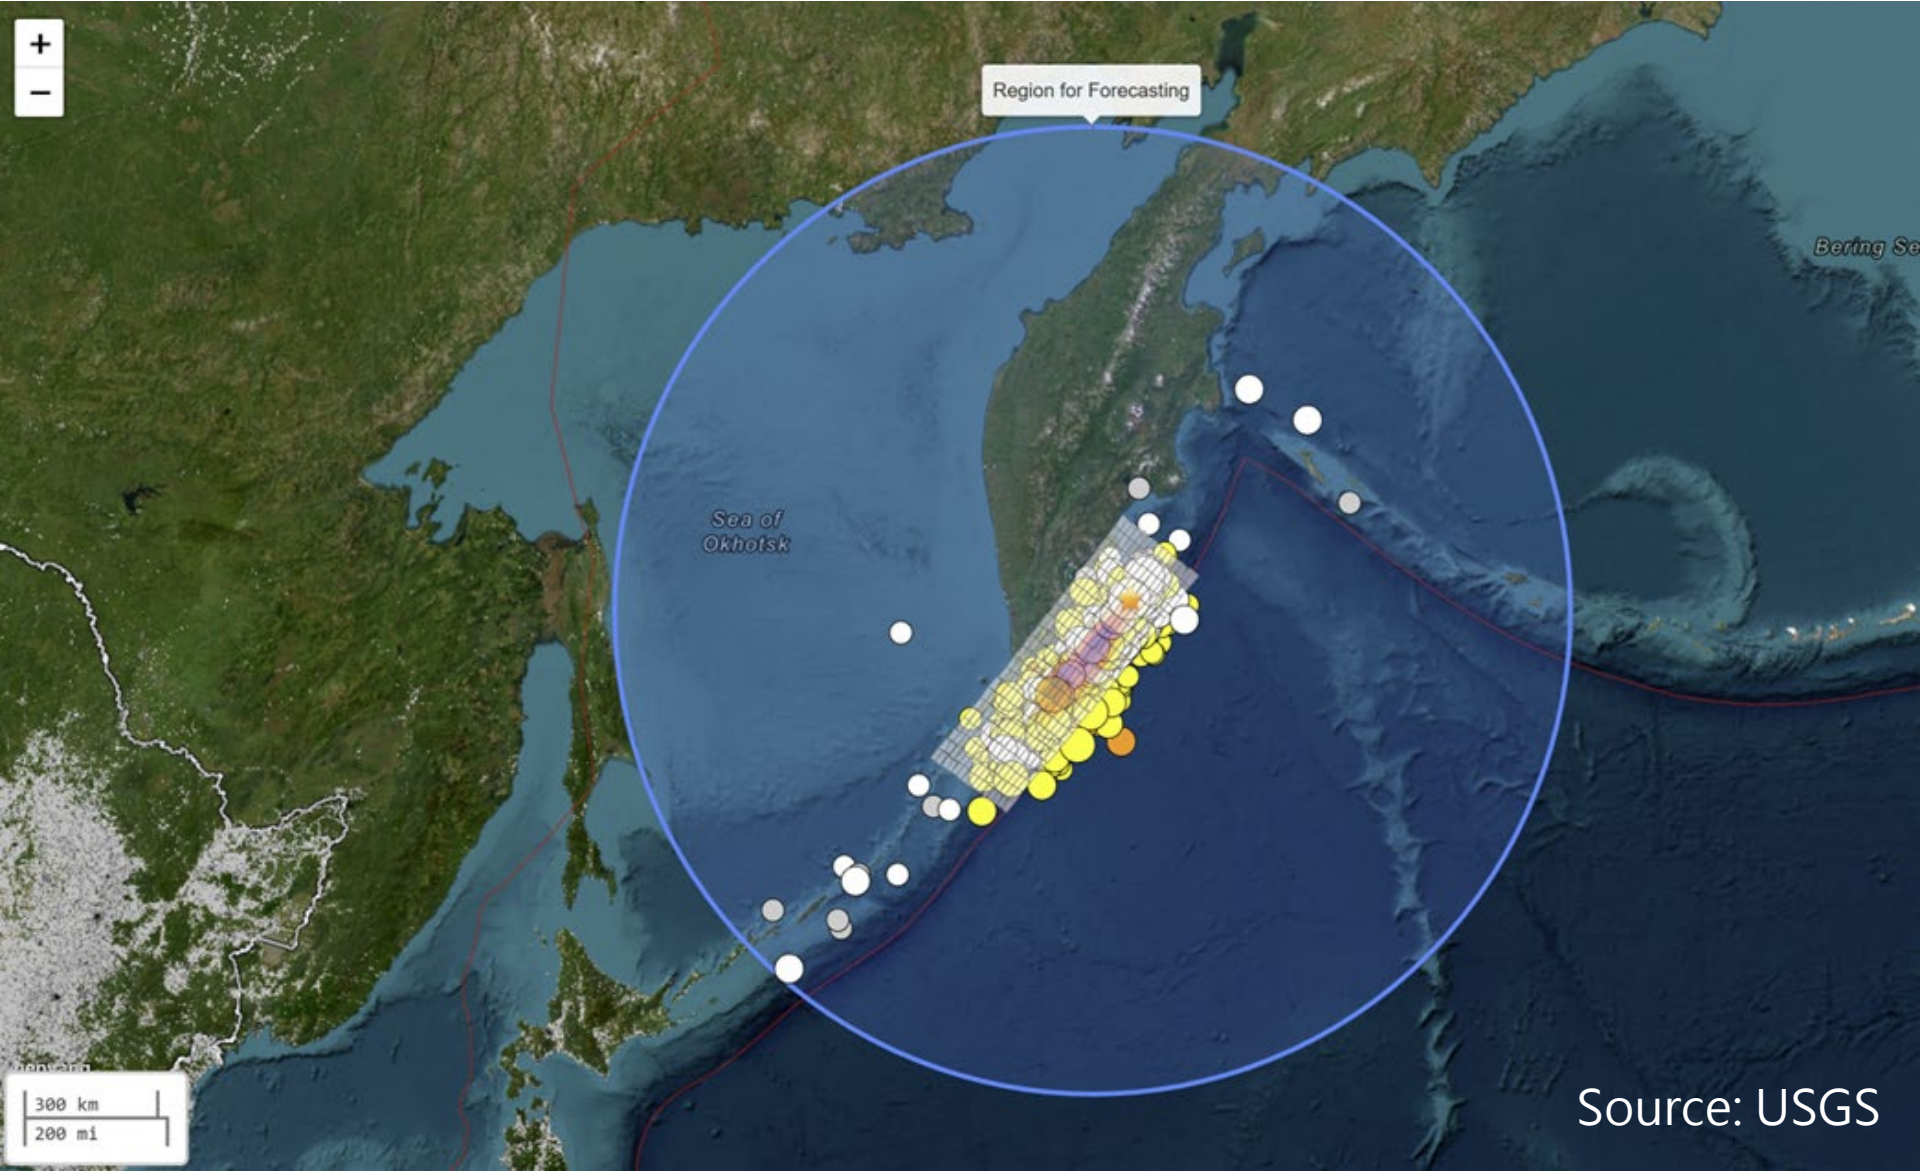 +
−
Region for Forecasting
Bering Se
Sea of
Okhotsk
300 km
200 mi
Source: USGS